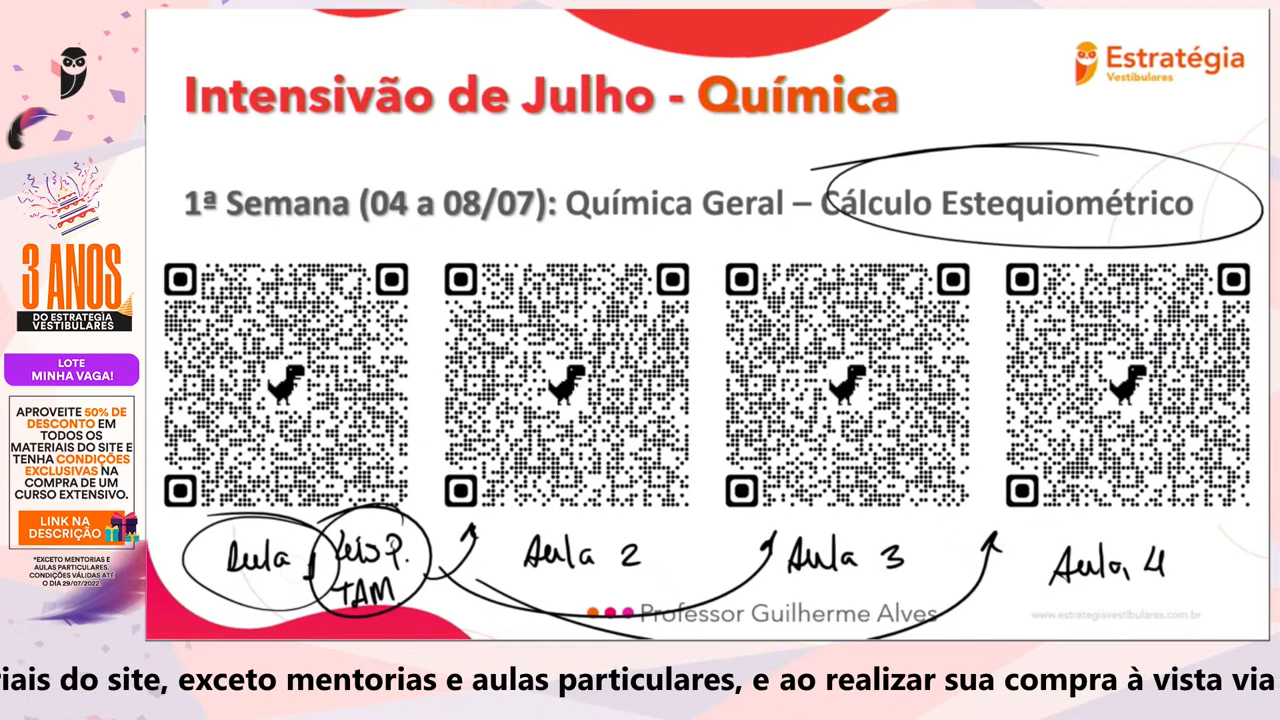 Intensivão de Julho - Química
Estratégia
Vestibulares
1ª Semana (04 a 08/07): Química Geral – Cálculo Estequiométrico
3 ANOS
DO ESTRATEGIA
VESTIBULARES
LOTE
MINHA VAGA!
APROVEITE 50% DE
DESCONTO EM
TODOS OS
MATERIAIS DO SITE E
TENHA CONDIÇÕES
EXCLUSIVAS NA
COMPRA DE UM
CURSO EXTENSIVO.
LINK NA
DESCRIÇÃO
*EXCETO MENTORIAS E
AULAS PARTICULARES.
CONDIÇÕES VÁLIDAS ATÉ
O DIA 29/07/2022.
Aula 1
Leis P.
TAM
Aula 2
Aula 3
Aula 4
Professor Guilherme Alves
www.estrategiavestibulares.com.br
riais do site, exceto mentorias e aulas particulares, e ao realizar sua compra à vista via